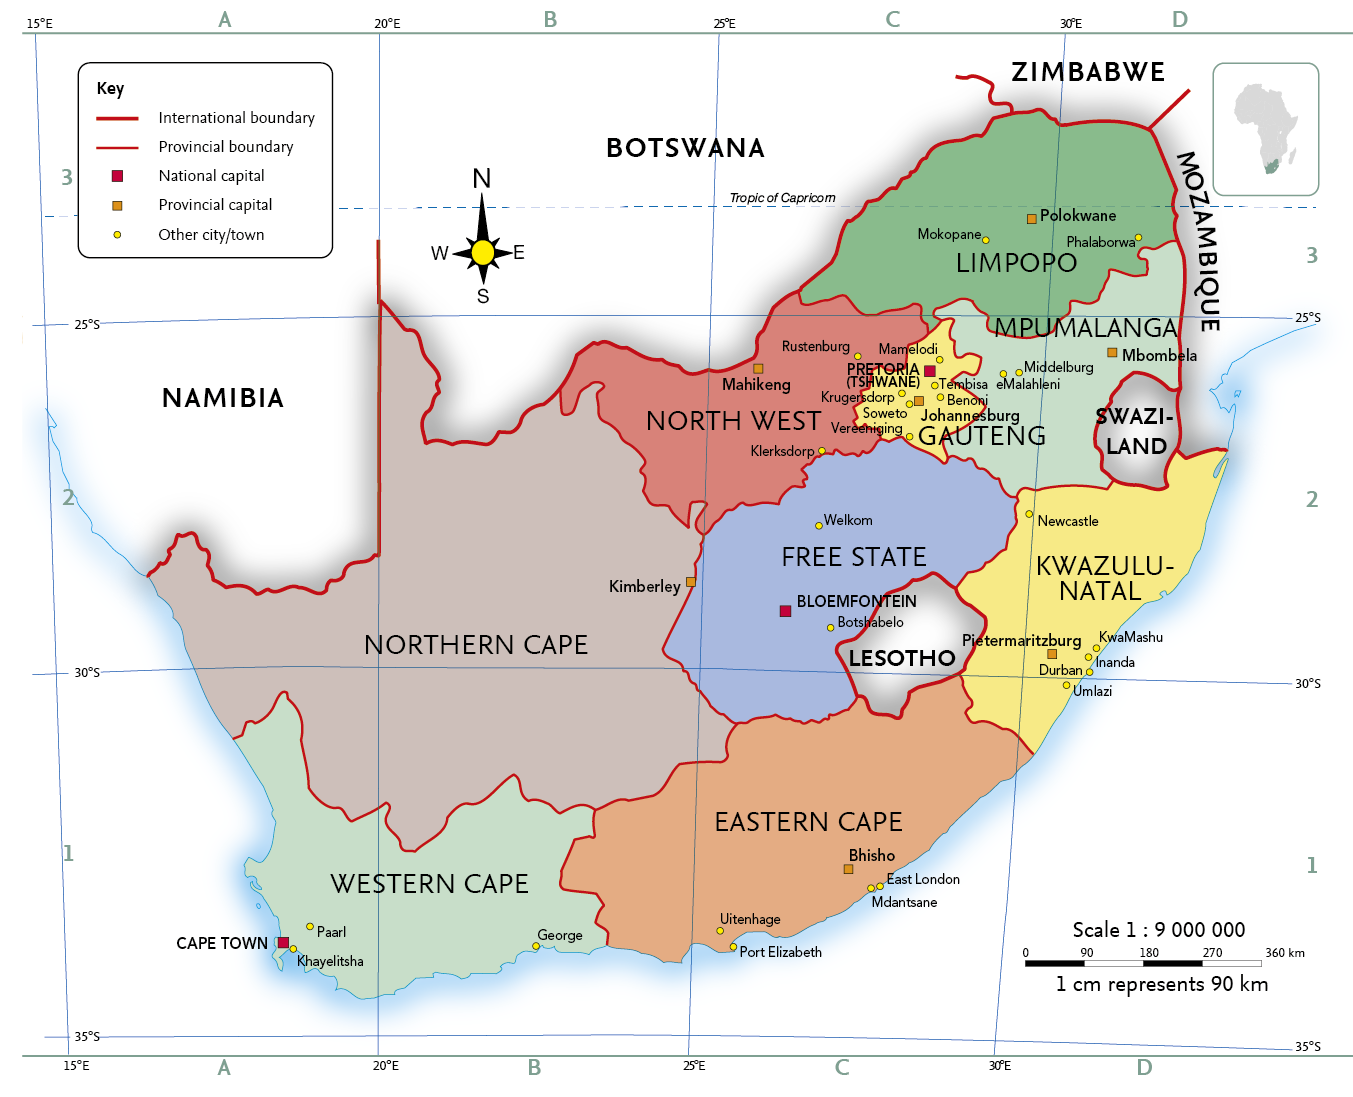 15°E
A
20°E
B
25°E
C
30°E
D
Key
International boundary
Provincial boundary
National capital
Provincial capital
Other city/town
ZIMBABWE
BOTSWANA
MOZAMBIQUE
3
N
W
E
S
Tropic of Capricorn
Polokwane
Mokopane
Phalaborwa
LIMPOPO
3
25°S
25°S
MPUMALANGA
Rustenburg
Mamelodi
Mbombela
PRETORIA
(TSHWANE)
Middelburg
Mahikeng
Tembisa
eMalahleni
NAMIBIA
Krugersdorp
Benoni
Soweto
Johannesburg
SWAZI-
LAND
NORTH WEST
Vereeniging
GAUTENG
Klerksdorp
2
2
Welkom
Newcastle
FREE STATE
KWAZULU-
NATAL
Kimberley
BLOEMFONTEIN
Botshabelo
NORTHERN CAPE
LESOTHO
Pietermaritzburg
KwaMashu
Inanda
Durban
Umlazi
30°S
30°S
EASTERN CAPE
1
Bhisho
1
WESTERN CAPE
East London
Mdantsane
Uitenhage
Port Elizabeth
George
Paarl
CAPE TOWN
Khayelitsha
Scale 1 : 9 000 000
0 90 180 270 360 km
1 cm represents 90 km
35°S
35°S
15°E
A
20°E
B
25°E
C
30°E
D